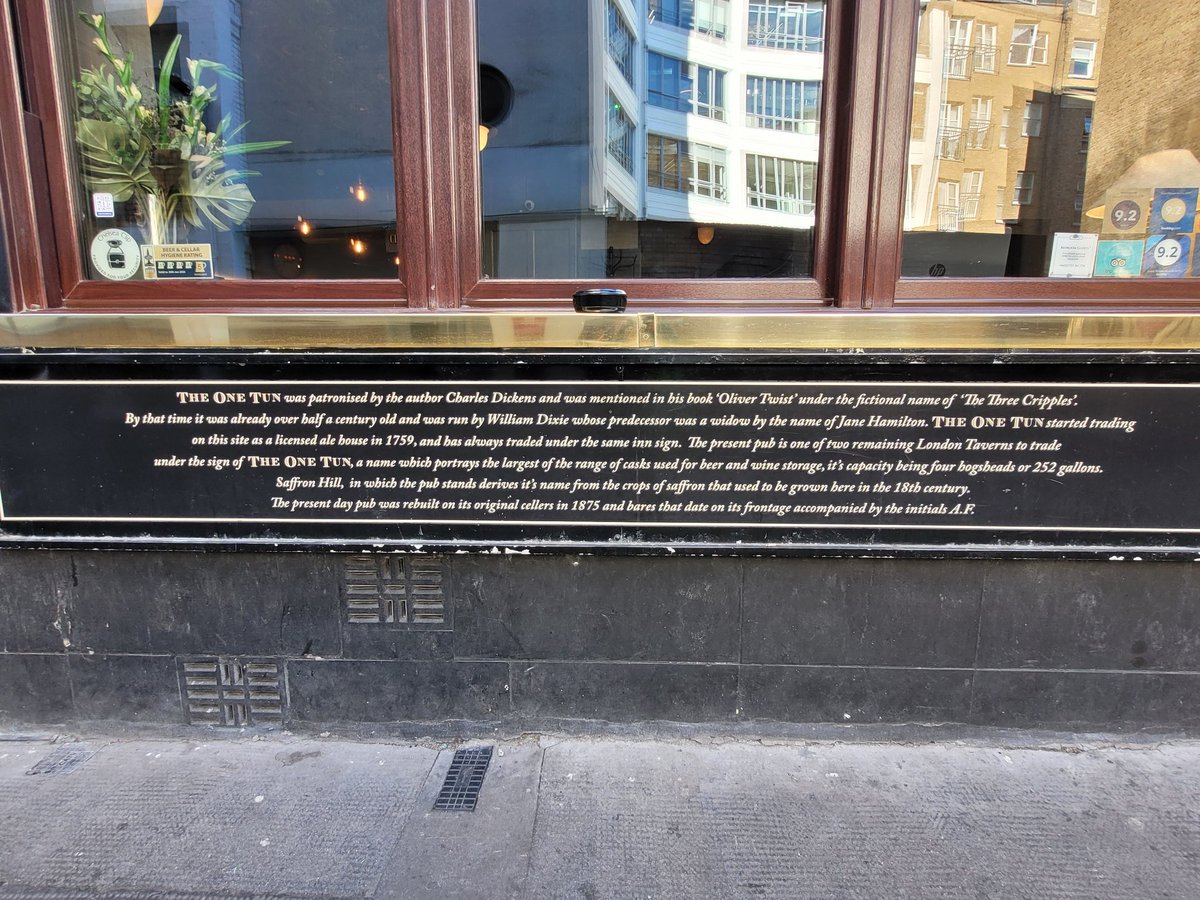 Chelsea Cup
BEER & CELLAR
HYGIENE RATING
hp
9.2
9.2
9.2
THE ONE TUN was patronised by the author Charles Dickens and was mentioned in his book ‘Oliver Twist’ under the fictional name of ‘The Three Cripples’.
By that time it was already over half a century old and was run by William Dixie whose predecessor was a widow by the name of Jane Hamilton. THE ONE TUN started trading
on this site as a licensed ale house in 1759, and has always traded under the same inn sign. The present pub is one of two remaining London Taverns to trade
under the sign of THE ONE TUN, a name which portrays the largest of the range of casks used for beer and wine storage, it’s capacity being four hogsheads or 252 gallons.
Saffron Hill, in which the pub stands derives it’s name from the crops of saffron that used to be grown here in the 18th century.
The present day pub was rebuilt on its original cellers in 1875 and bares that date on its frontage accompanied by the initials A.F.